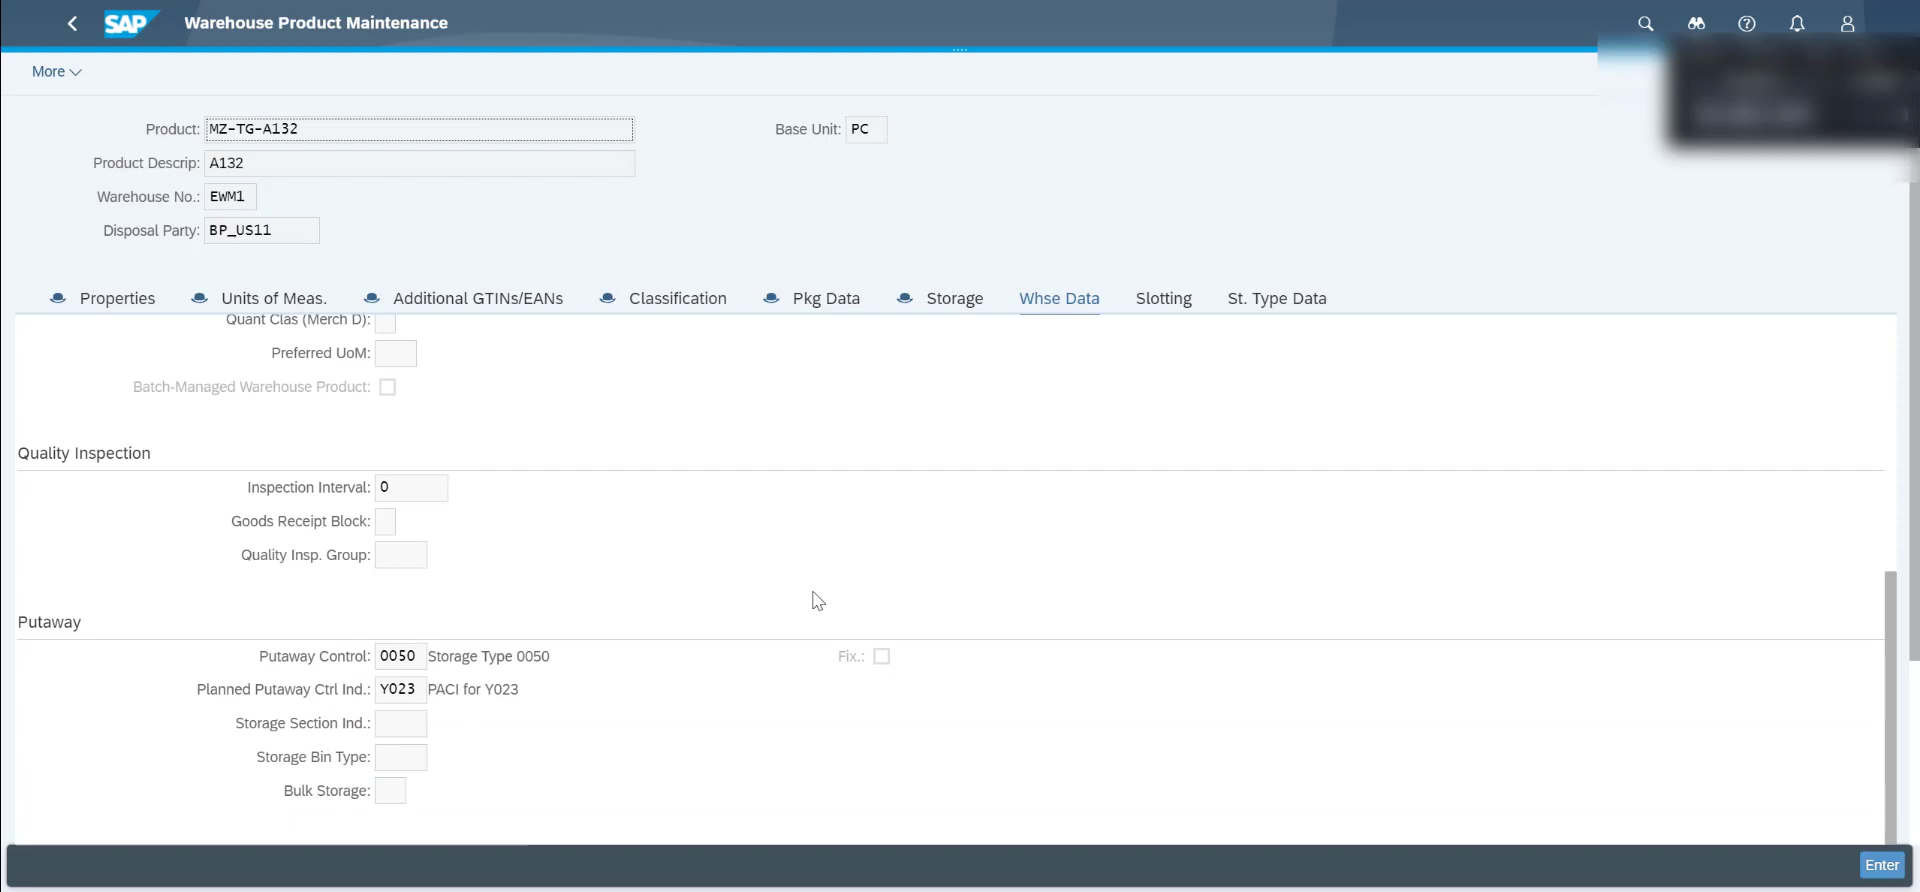 SAP Warehouse Product Maintenance
More
Product: MZ-TG-A132 Base Unit: PC
Product Descrip: A132
Warehouse No.: EWM1
Disposal Party: BP_US11
Properties Units of Meas. Additional GTINs/EANs Classification Pkg Data Storage Whse Data Slotting St. Type Data
Quant Clas (Merch D):
Preferred UoM:
Batch-Managed Warehouse Product:
Quality Inspection
Inspection Interval: 0
Goods Receipt Block:
Quality Insp. Group:
Putaway
Putaway Control: 0050 Storage Type 0050 Fix.:
Planned Putaway Ctrl Ind.: Y023 PACI for Y023
Storage Section Ind.:
Storage Bin Type:
Bulk Storage:
Enter